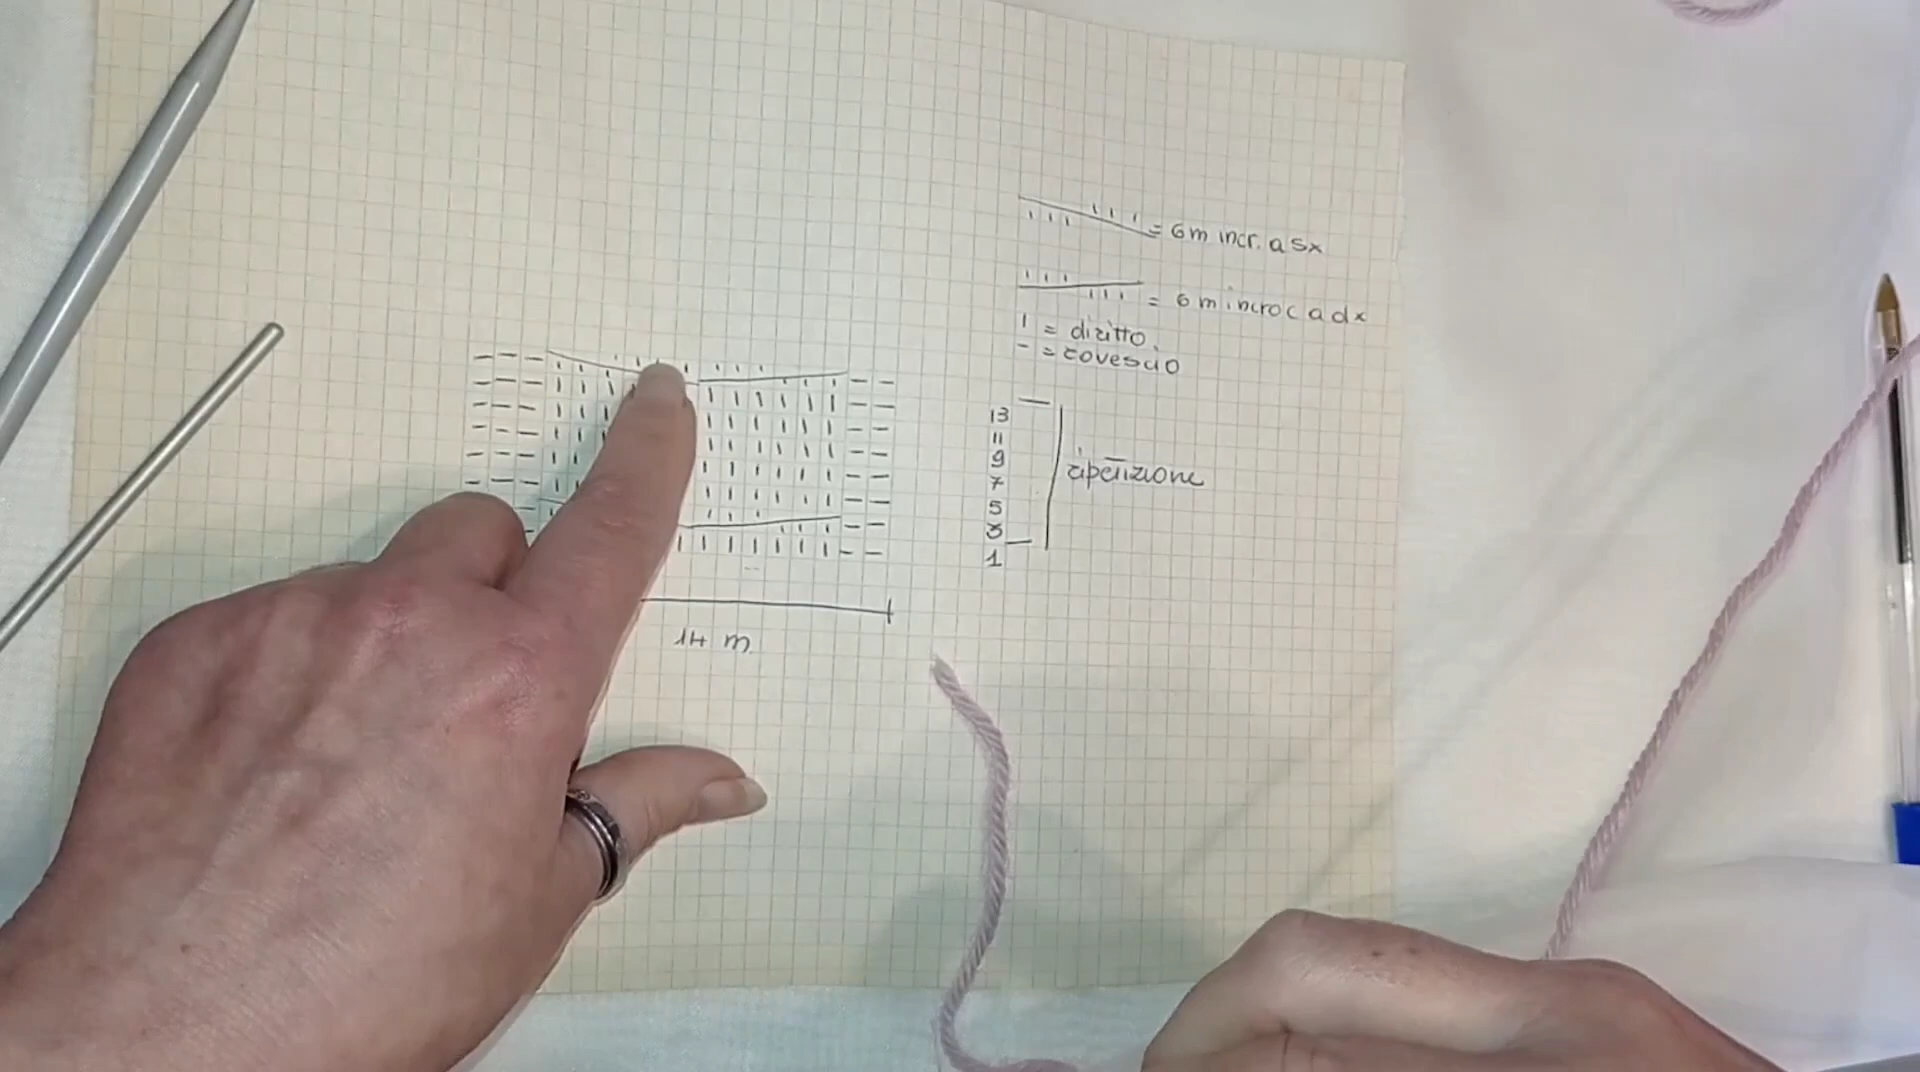 = 6 m incr. a sx
= 6 m incroc a dx
I = diritto.
- = rovescio
13
11
9
7
5
3
1
ripetizione
14 m